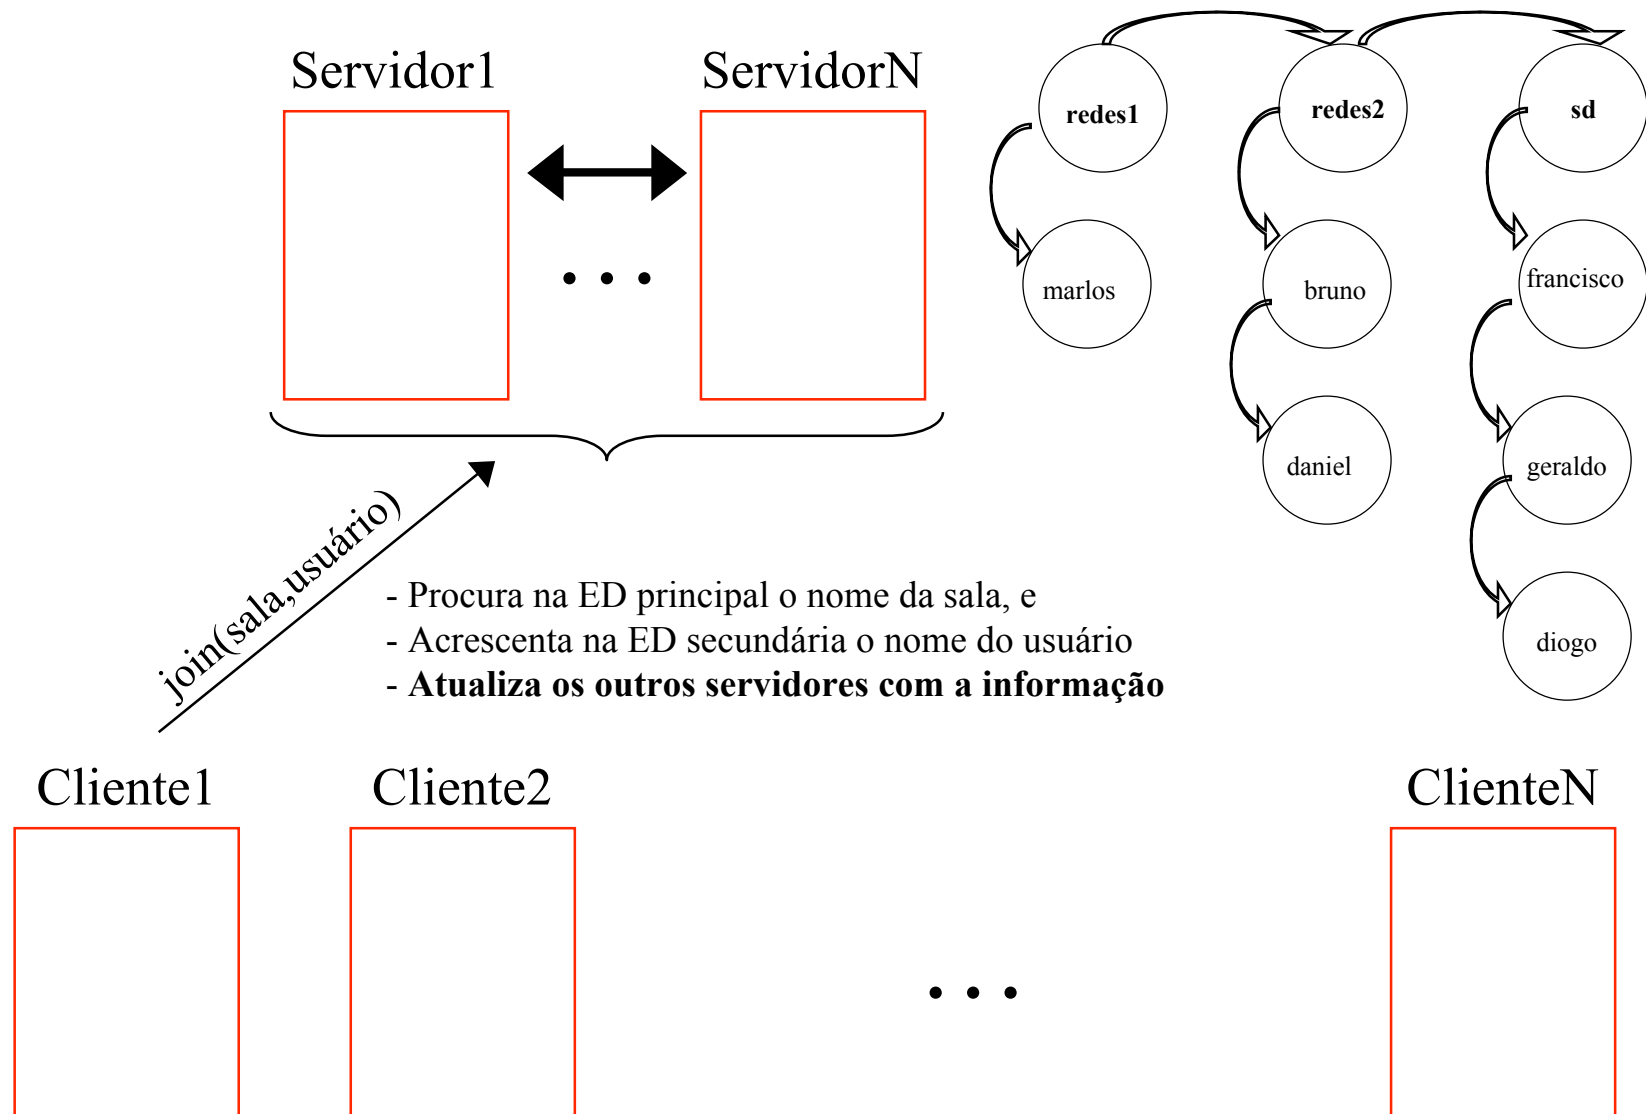 Servidor1
ServidorN
redes1
redes2
sd
marlos
bruno
francisco
daniel
geraldo
diogo
join(sala,usuário)
- Procura na ED principal o nome da sala, e
- Acrescenta na ED secundária o nome do usuário
- Atualiza os outros servidores com a informação
Cliente1
Cliente2
ClienteN
. . .
. . .